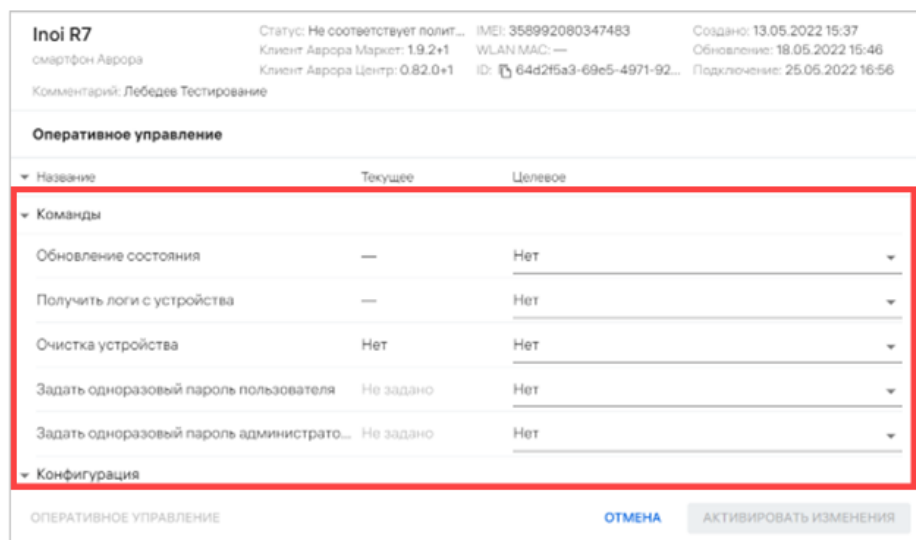 Inoi R7
смартфон Аврора
Комментарий: Лебедев Тестирование
Статус: Не соответствует полит...
Клиент Аврора Маркет: 1.9.2+1
Клиент Аврора Центр: 0.82.0+1
IMEI: 358992080347483
WLAN MAC: —
ID: 64d2f5a3-69e5-4971-92...
Создано: 13.05.2022 15:37
Обновление: 18.05.2022 15:46
Подключение: 25.05.2022 16:56
Оперативное управление
Название Текущее Целевое
Команды
Обновление состояния — Нет
Получить логи с устройства — Нет
Очистка устройства Нет Нет
Задать одноразовый пароль пользователя Не задано Нет
Задать одноразовый пароль администрато... Не задано Нет
Конфигурация
ОПЕРАТИВНОЕ УПРАВЛЕНИЕ ОТМЕНА АКТИВИРОВАТЬ ИЗМЕНЕНИЯ